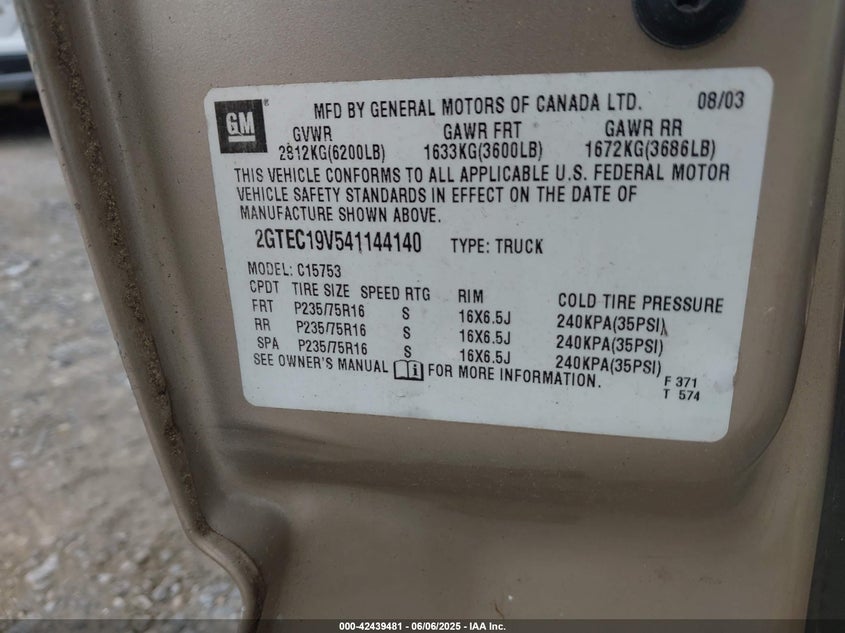 GM ®
MFD BY GENERAL MOTORS OF CANADA LTD. 08/03
GVWR GAWR FRT GAWR RR
2812KG(6200LB) 1633KG(3600LB) 1672KG(3686LB)
THIS VEHICLE CONFORMS TO ALL APPLICABLE U.S. FEDERAL MOTOR
VEHICLE SAFETY STANDARDS IN EFFECT ON THE DATE OF
MANUFACTURE SHOWN ABOVE.
2GTEC19V541144140 TYPE: TRUCK
MODEL: C15753
CPDT TIRE SIZE SPEED RTG RIM COLD TIRE PRESSURE
FRT P235/75R16 S 16X6.5J 240KPA(35PSI)
RR P235/75R16 S 16X6.5J 240KPA(35PSI)
SPA P235/75R16 S 16X6.5J 240KPA(35PSI)
SEE OWNER'S MANUAL i FOR MORE INFORMATION.
F 371
T 574
000-42439481 - 06/06/2025 - IAA Inc.